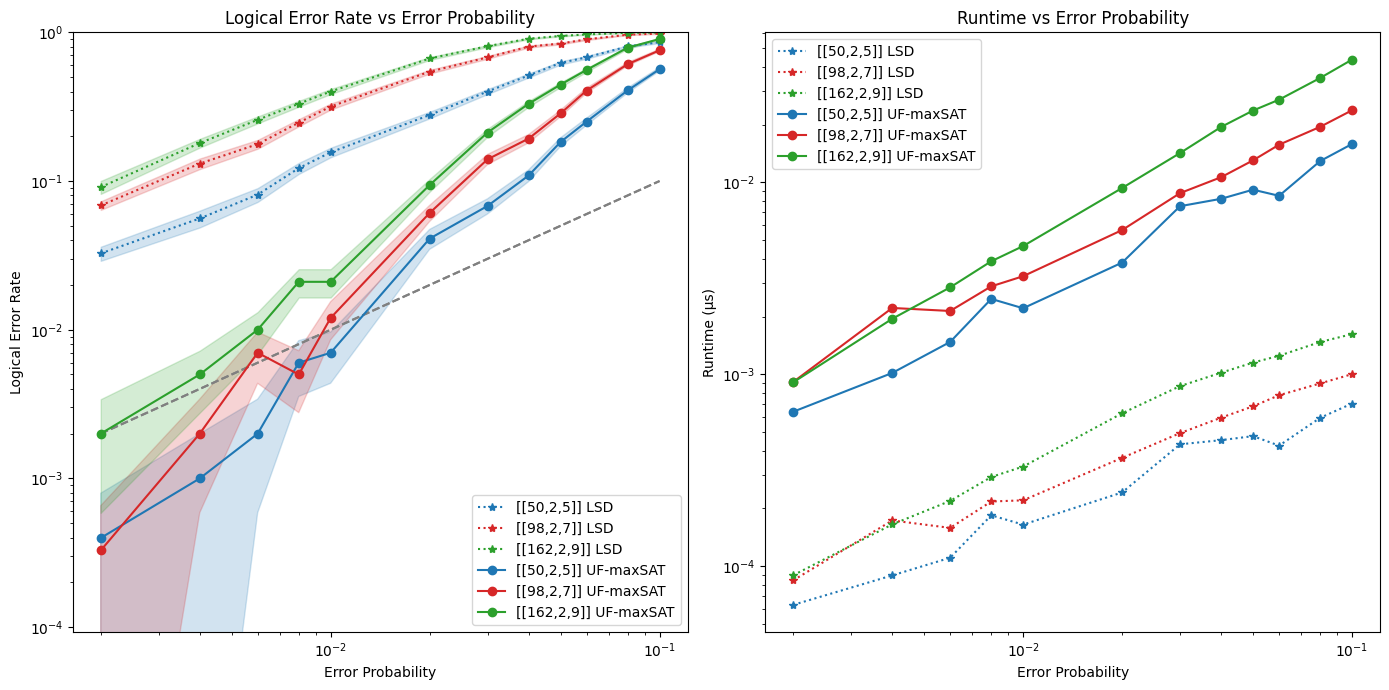 Logical Error Rate vs Error Probability
10⁰
10⁻¹
10⁻²
10⁻³
10⁻⁴
Logical Error Rate
[[50,2,5]] LSD
[[98,2,7]] LSD
[[162,2,9]] LSD
[[50,2,5]] UF-maxSAT
[[98,2,7]] UF-maxSAT
[[162,2,9]] UF-maxSAT
10⁻²
10⁻¹
Error Probability
Runtime vs Error Probability
[[50,2,5]] LSD
[[98,2,7]] LSD
[[162,2,9]] LSD
[[50,2,5]] UF-maxSAT
[[98,2,7]] UF-maxSAT
[[162,2,9]] UF-maxSAT
10⁻²
10⁻³
10⁻⁴
Runtime (μs)
10⁻²
10⁻¹
Error Probability